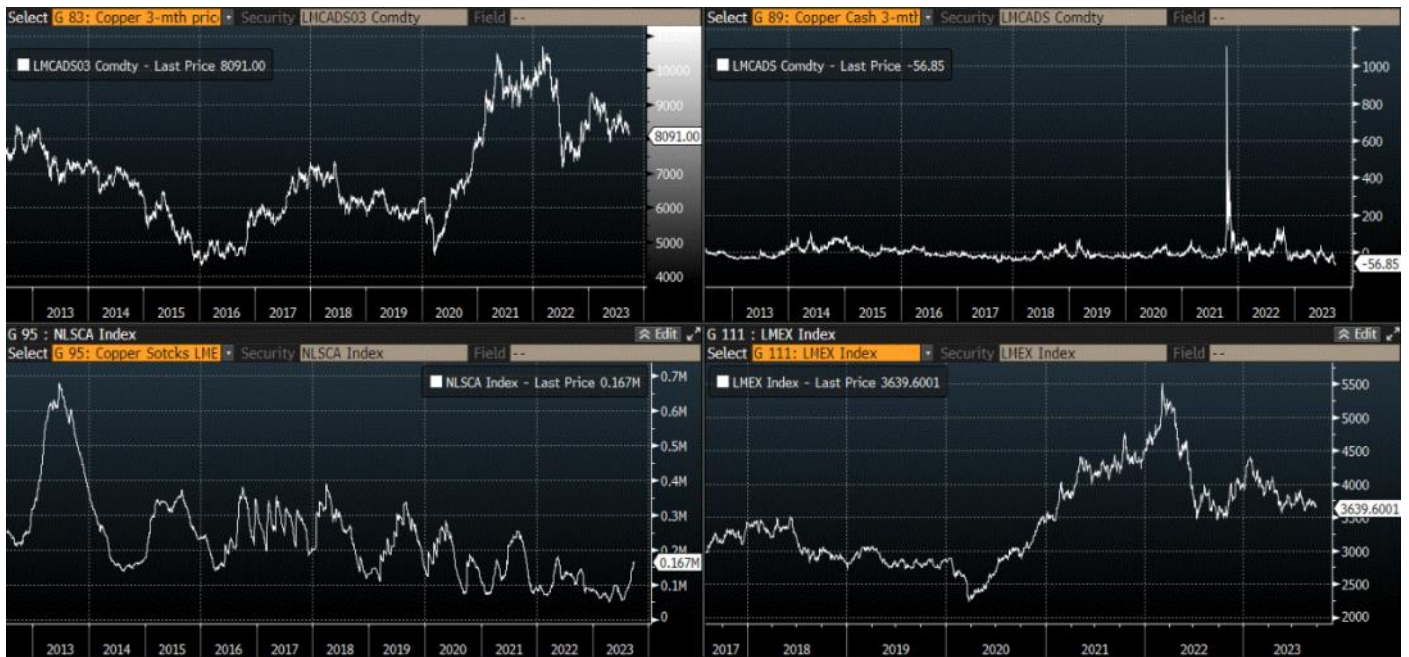 Select G 83: Copper 3-mth pric Security LMCADS03 Comdty Field --
LMCADS03 Comdty - Last Price 8091.00
10000
9000
8091.00
7000
6000
5000
4000
2013 2014 2015 2016 2017 2018 2019 2020 2021 2022 2023
Select G 89: Copper Cash 3-mth Security LMCADS Comdty Field --
LMCADS Comdty - Last Price -56.85
1000
800
600
400
200
0
-56.85
2013 2014 2015 2016 2017 2018 2019 2020 2021 2022 2023
G 95 : NLSCA Index Edit
Select G 95: Copper Sotcks LME Security NLSCA Index Field --
NLSCA Index - Last Price 0.167M
0.7M
0.6M
0.5M
0.4M
0.3M
0.2M
0.167M
0.1M
0
2013 2014 2015 2016 2017 2018 2019 2020 2021 2022 2023
G 111 : LMEX Index Edit
Select G 111: LMEX Index Security LMEX Index Field --
LMEX Index - Last Price 3639.6001
5500
5000
4500
4000
3639.6001
3500
3000
2500
2000
2017 2018 2019 2020 2021 2022 2023